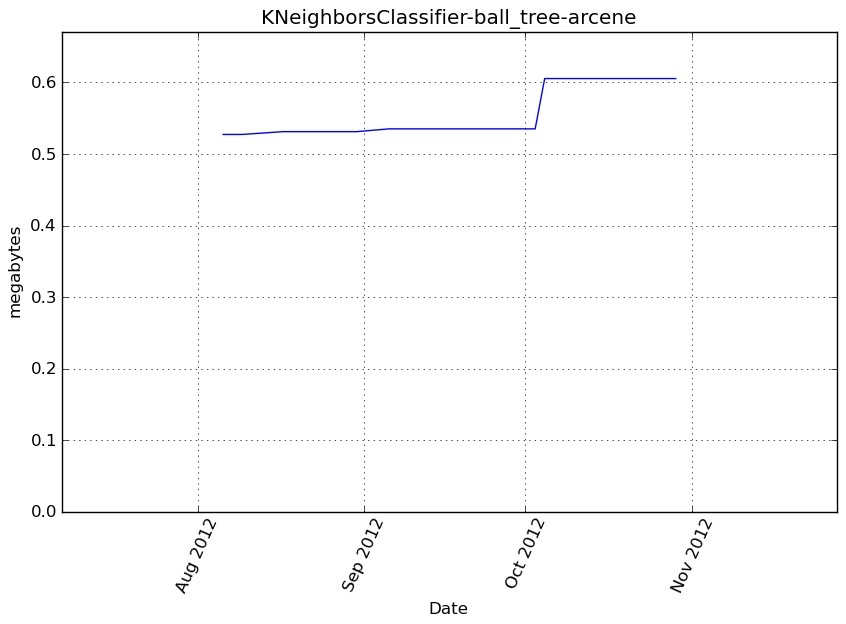 KNeighborsClassifier-ball_tree-arcene
0.6
0.5
0.4
0.3
0.2
0.1
0.0
megabytes
Aug 2012
Sep 2012
Oct 2012
Nov 2012
Date